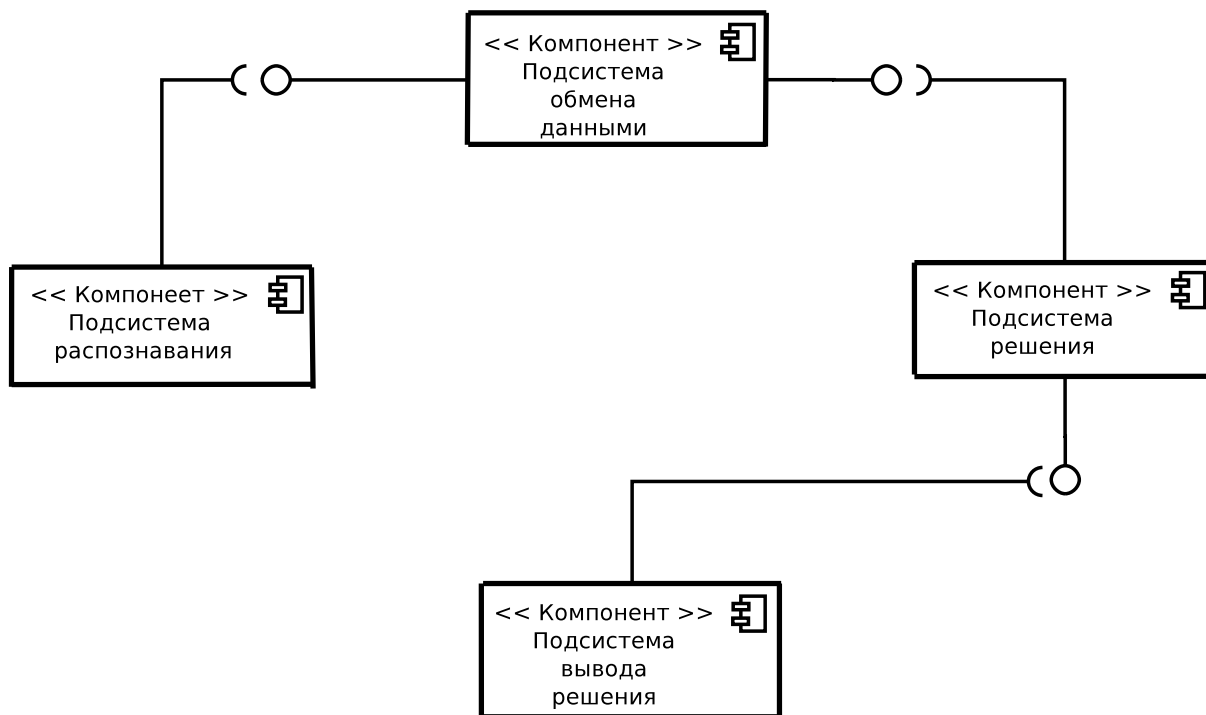 << Компонент >>
Подсистема
обмена
данными
<< Компонеет >>
Подсистема
распознавания
<< Компонент >>
Подсистема
решения
<< Компонент >>
Подсистема
вывода
решения